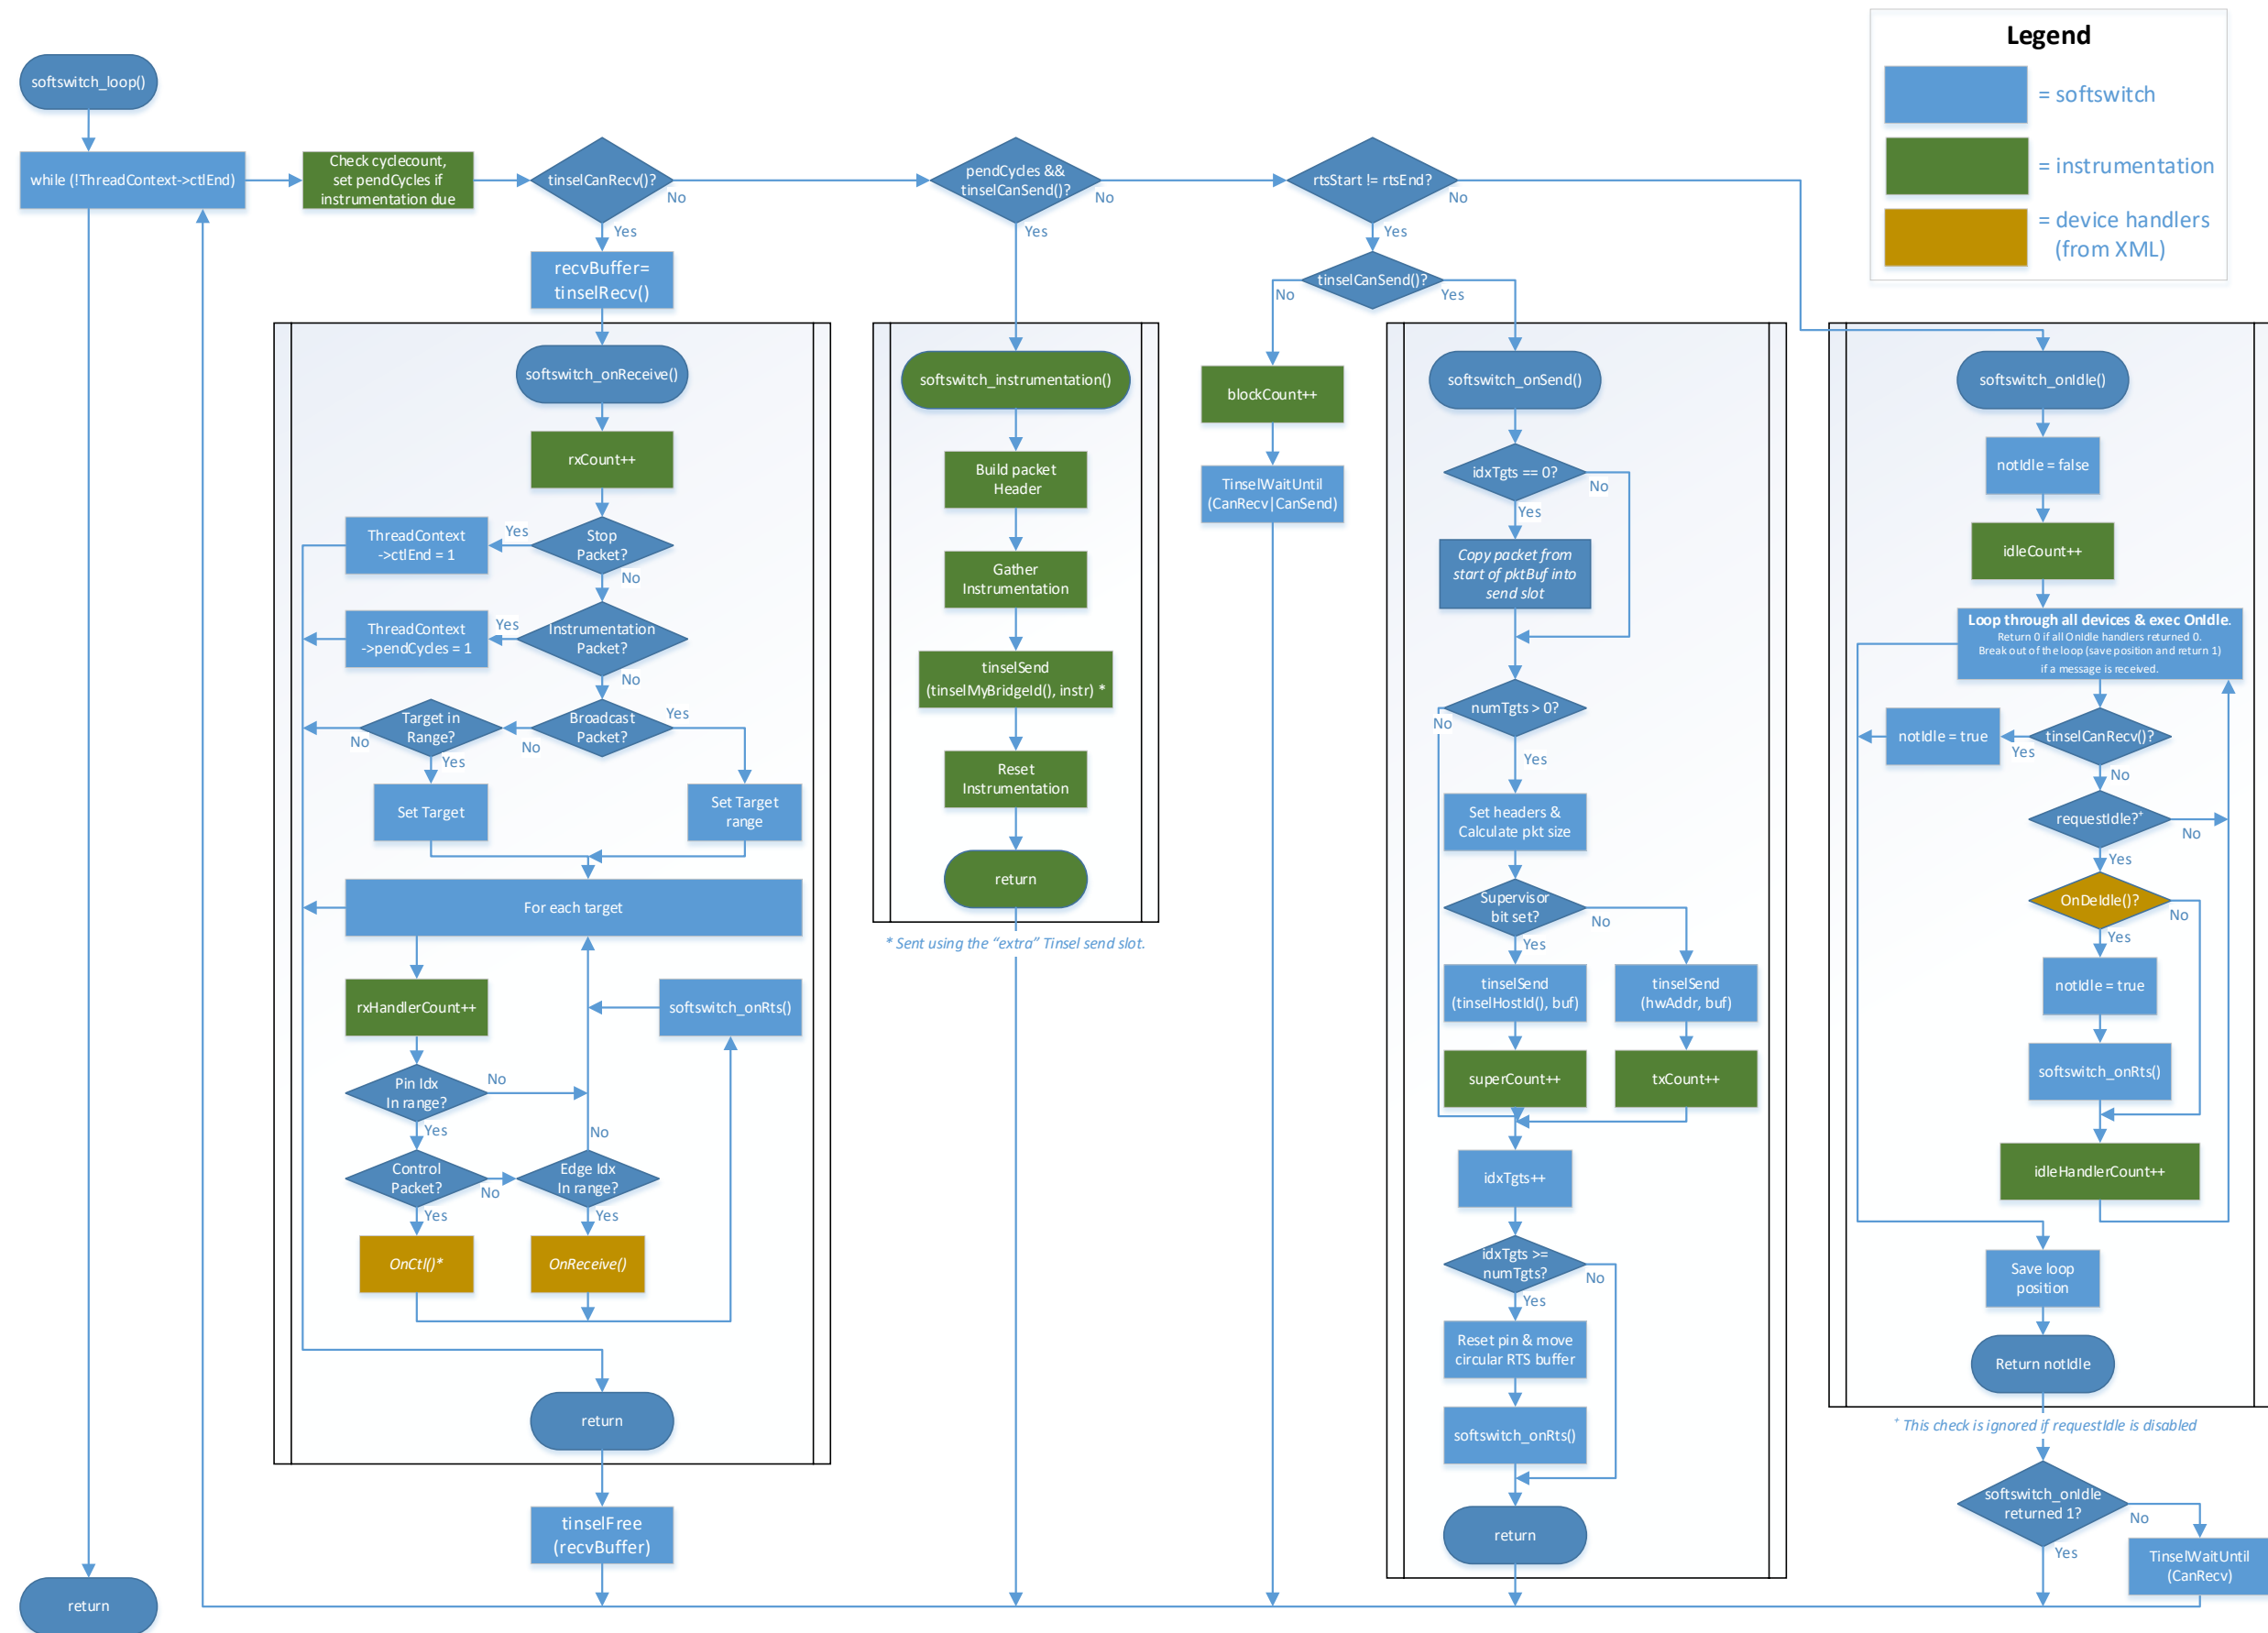 Legend
= softswitch
= instrumentation
= device handlers
(from XML)
softswitch_loop()
while (!ThreadContext->ctlEnd)
return
Check cyclecount,
set pendCycles if
instrumentation due
tinselCanRecv()?
No
Yes
recvBuffer=
tinselRecv()
softswitch_onReceive()
rxCount++
Stop
Packet?
Yes
No
ThreadContext
->ctlEnd = 1
Instrumentation
Packet?
Yes
No
ThreadContext
->pendCycles = 1
Broadcast
Packet?
Yes
No
Target in
Range?
No
Yes
Set Target
Set Target
range
For each target
rxHandlerCount++
softswitch_onRts()
Pin Idx
In range?
No
Yes
Control
Packet?
No
Yes
Edge Idx
In range?
No
Yes
OnCtl()*
OnReceive()
return
tinselFree
(recvBuffer)
pendCycles &&
tinselCanSend()?
No
Yes
softswitch_instrumentation()
Build packet
Header
Gather
Instrumentation
tinselSend
(tinselMyBridgeId(), instr) *
Reset
Instrumentation
return
* Sent using the “extra” Tinsel send slot.
rtsStart != rtsEnd?
No
Yes
tinselCanSend()?
No
Yes
blockCount++
TinselWaitUntil
(CanRecv|CanSend)
softswitch_onSend()
idxTgts == 0?
No
Yes
Copy packet from
start of pktBuf into
send slot
numTgts > 0?
No
Yes
Set headers &
Calculate pkt size
Supervisor
bit set?
No
Yes
tinselSend
(tinselHostId(), buf)
tinselSend
(hwAddr, buf)
superCount++
txCount++
idxTgts++
idxTgts >=
numTgts?
No
Yes
Reset pin & move
circular RTS buffer
softswitch_onRts()
return
softswitch_onIdle()
notIdle = false
idleCount++
Loop through all devices & exec OnIdle.
Return 0 if all OnIdle handlers returned 0.
Break out of the loop (save position and return 1)
if a message is received.
tinselCanRecv()?
Yes
No
notIdle = true
requestIdle?+
No
Yes
OnDeIdle()?
No
Yes
notIdle = true
softswitch_onRts()
idleHandlerCount++
Save loop
position
Return notIdle
+ This check is ignored if requestIdle is disabled
softswitch_onIdle
returned 1?
No
Yes
TinselWaitUntil
(CanRecv)